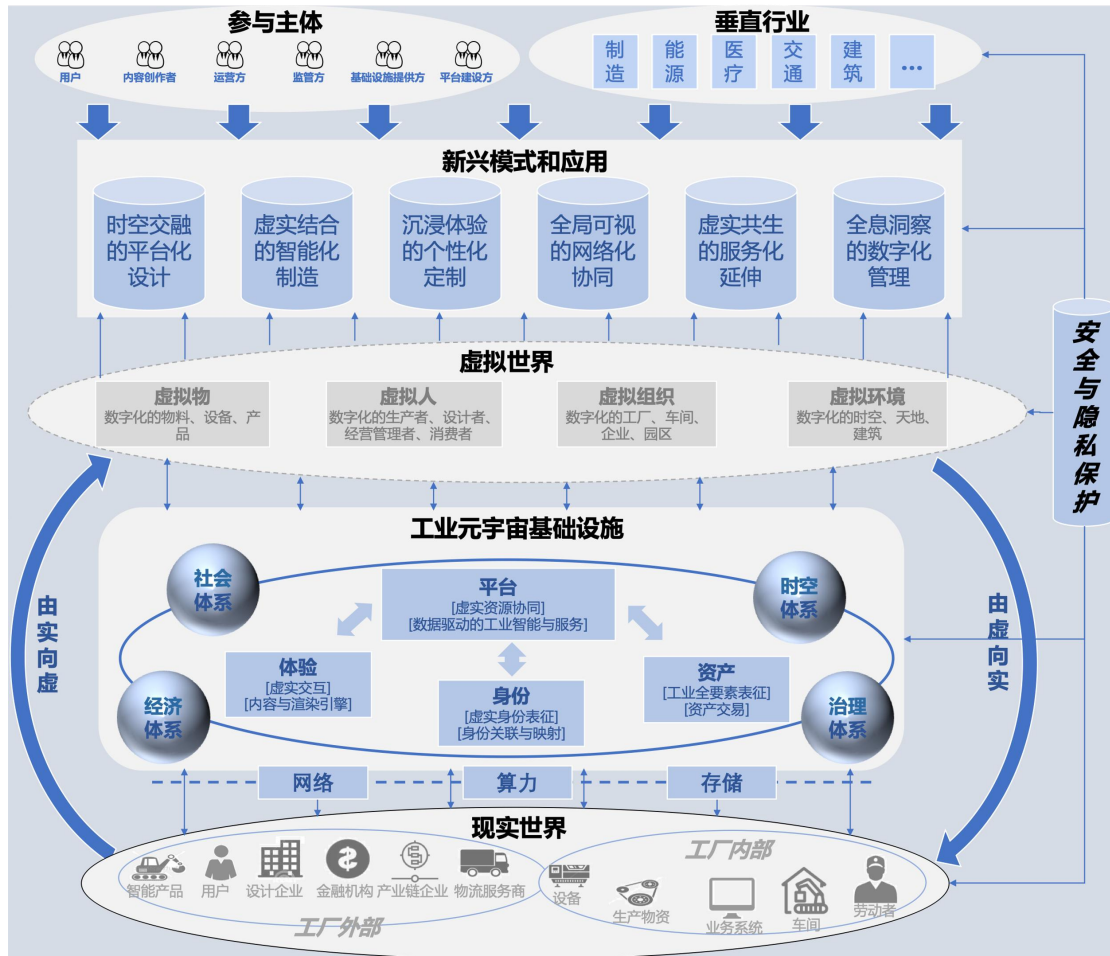 参与主体
用户
内容创作者
运营方
监管方
基础设施提供方
平台建设方
垂直行业
制造
能源
医疗
交通
建筑
...
新兴模式和应用
时空交融
的平台化
设计
虚实结合
的智能化
制造
沉浸体验
的个性化
定制
全局可视
的网络化
协同
虚实共生
的服务化
延伸
全息洞察
的数字化
管理
虚拟世界
虚拟物
数字化的物料、设备、产
品
虚拟人
数字化的生产者、设计者、
经营管理者、消费者
虚拟组织
数字化的工厂、车间、
企业、园区
虚拟环境
数字化的时空、天地、
建筑
安全与隐私保护
由实向虚
由虚向实
工业元宇宙基础设施
社会
体系
时空
体系
经济
体系
治理
体系
平台
[虚实资源协同]
[数据驱动的工业智能与服务]
体验
[虚实交互]
[内容与渲染引擎]
身份
[虚实身份表征]
[身份关联与映射]
资产
[工业全要素表征]
[资产交易]
网络
算力
存储
现实世界
智能产品
用户
设计企业
金融机构
产业链企业
物流服务商
工厂外部
工厂内部
设备
生产物资
业务系统
车间
劳动者